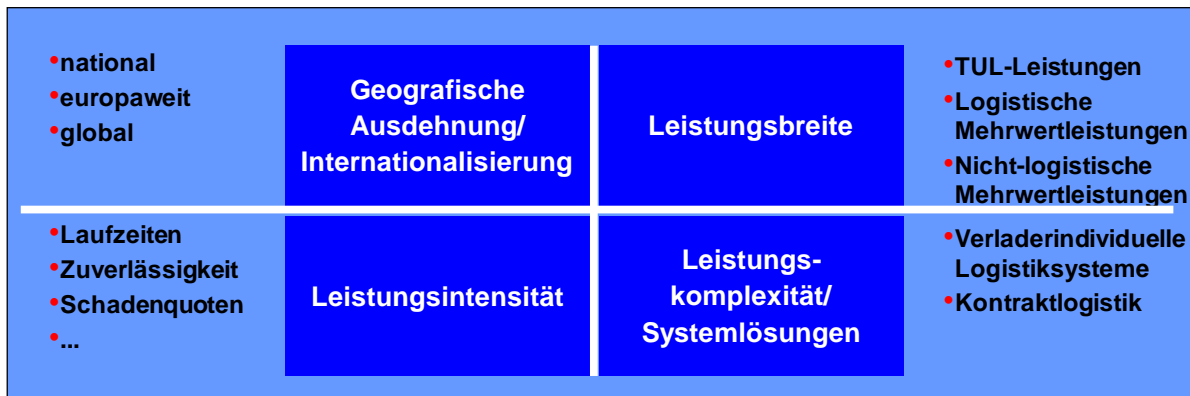 •national
•europaweit
•global
Geografische
Ausdehnung/
Internationalisierung
Leistungsbreite
•TUL-Leistungen
•Logistische
Mehrwertleistungen
•Nicht-logistische
Mehrwertleistungen
•Laufzeiten
•Zuverlässigkeit
•Schadenquoten
•...
Leistungsintensität
Leistungs-
komplexität/
Systemlösungen
•Verladerindividuelle
Logistiksysteme
•Kontraktlogistik